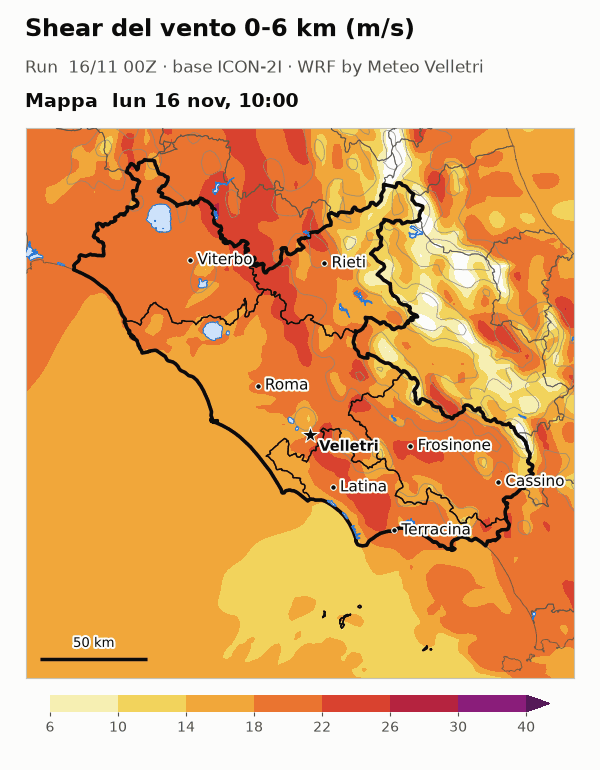 Shear del vento 0-6 km (m/s)
Run  16/11 00Z · base ICON-2I · WRF by Meteo Velletri
Mappa  lun 16 nov, 10:00
Viterbo
Rieti
Roma
Velletri
Frosinone
Cassino
Latina
Terracina
50 km
6 10 14 18 22 26 30 40